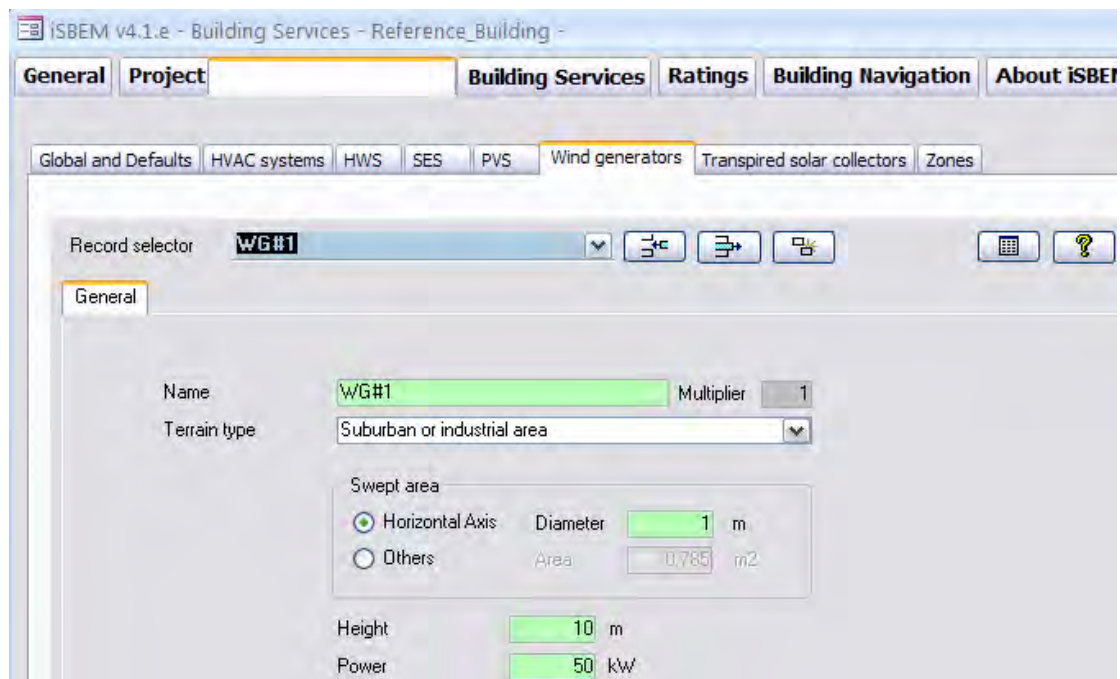 iSBEM v4.1.e - Building Services - Reference_Building -
General Project Building Services Ratings Building Navigation About iSBEM
Global and Defaults HVAC systems HWS SES PVS Wind generators Transpired solar collectors Zones
Record selector WG#1
General
Name WG#1 Multiplier 1
Terrain type Suburban or industrial area
Swept area
Horizontal Axis Diameter 1 m
Others Area 0,785 m2
Height 10 m
Power 50 kW